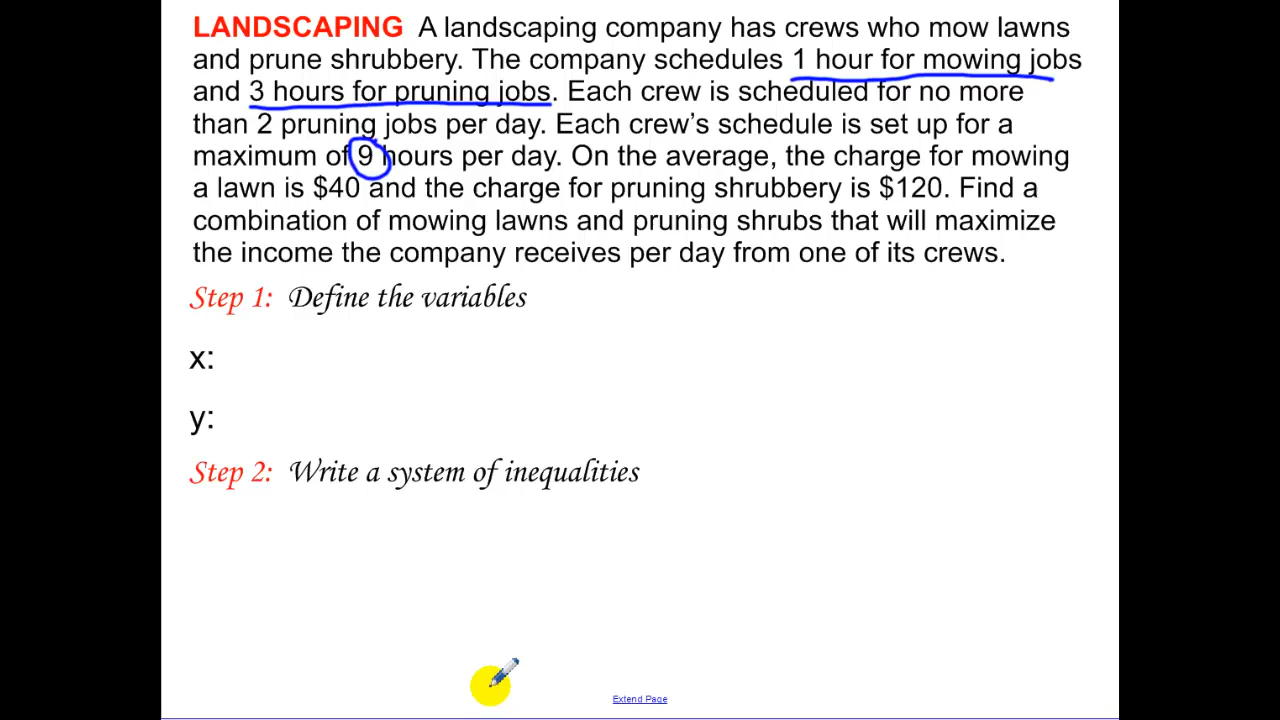 LANDSCAPING A landscaping company has crews who mow lawns
and prune shrubbery. The company schedules 1 hour for mowing jobs
and 3 hours for pruning jobs. Each crew is scheduled for no more
than 2 pruning jobs per day. Each crew's schedule is set up for a
maximum of 9 hours per day. On the average, the charge for mowing
a lawn is $40 and the charge for pruning shrubbery is $120. Find a
combination of mowing lawns and pruning shrubs that will maximize
the income the company receives per day from one of its crews.
Step 1: Define the variables
x:
y:
Step 2: Write a system of inequalities
Extend Page